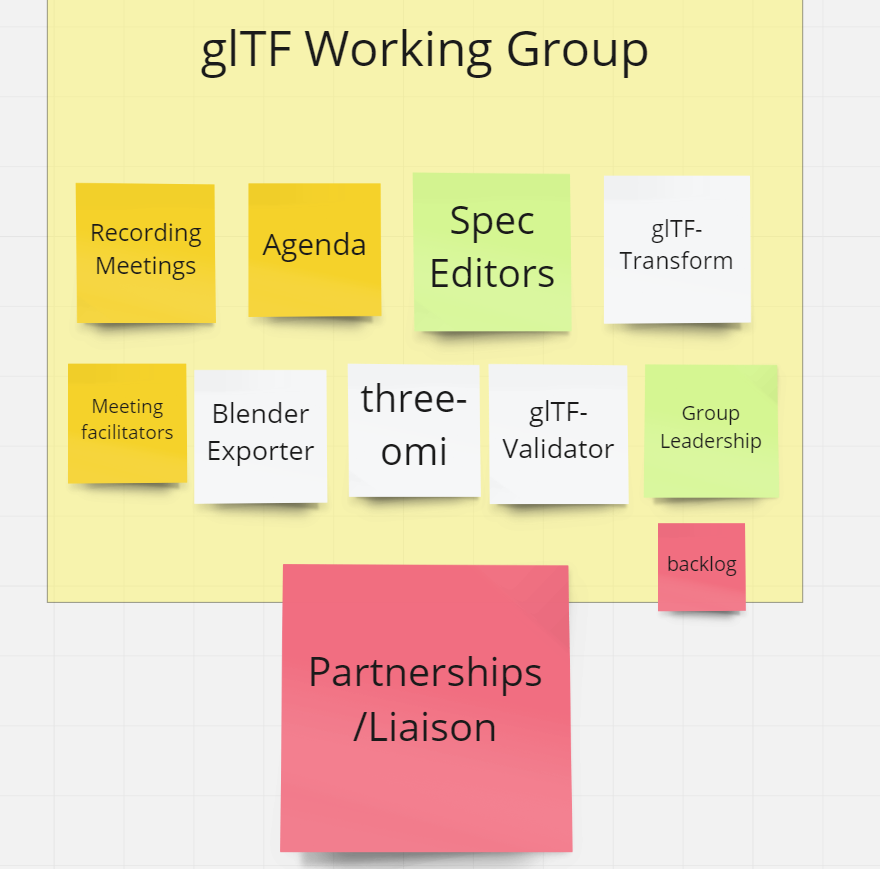 glTF Working Group
Recording
Meetings
Agenda
Spec
Editors
glTF-
Transform
Meeting
facilitators
Blender
Exporter
three-
omi
glTF-
Validator
Group
Leadership
backlog
Partnerships
/Liaison